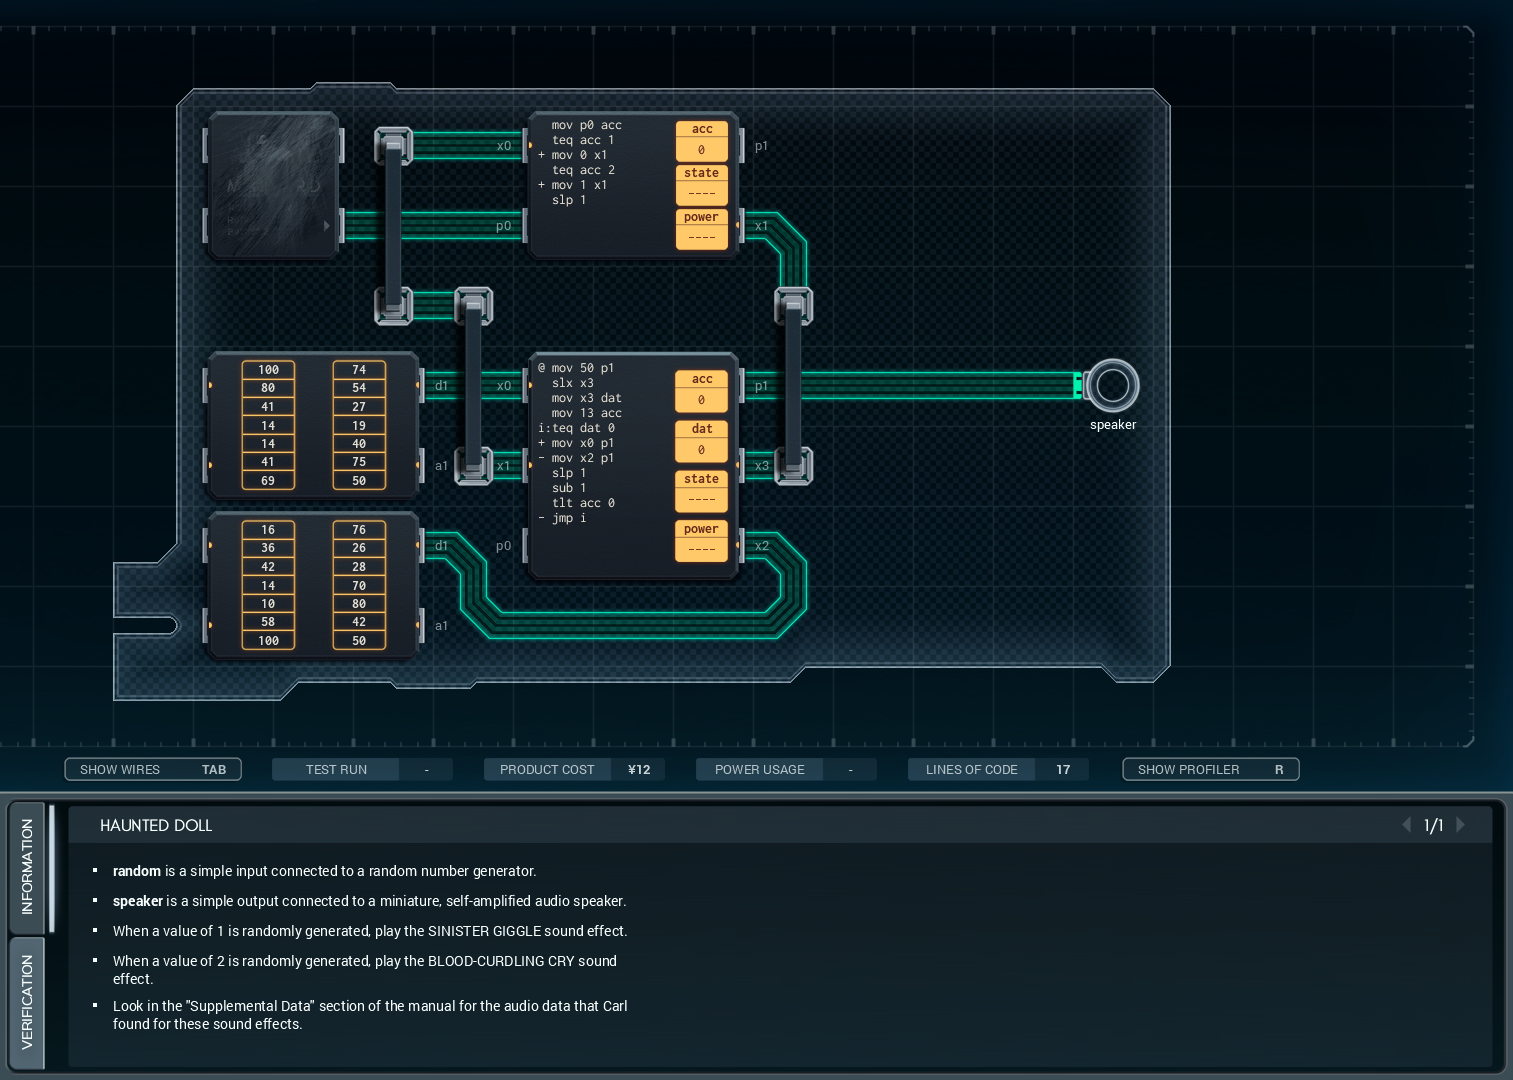 mov p0 acc
teq acc 1
+ mov 0 x1
teq acc 2
+ mov 1 x1
slp 1
acc
0
state
----
power
----
x0
p0
p1
x1
100 74
80 54
41 27
14 19
14 40
41 75
69 50
d1
a1
@ mov 50 p1
slx x3
mov x3 dat
mov 13 acc
i:teq dat 0
+ mov x0 p1
- mov x2 p1
slp 1
sub 1
tlt acc 0
- jmp i
acc
0
dat
0
state
----
power
----
x0
x1
p0
p1
x3
x2
speaker
16 76
36 26
42 28
14 70
10 80
58 42
100 50
d1
a1
SHOW WIRES TAB
TEST RUN -
PRODUCT COST ¥12
POWER USAGE -
LINES OF CODE 17
SHOW PROFILER R
INFORMATION
VERIFICATION
HAUNTED DOLL
1/1
random is a simple input connected to a random number generator.
speaker is a simple output connected to a miniature, self-amplified audio speaker.
When a value of 1 is randomly generated, play the SINISTER GIGGLE sound effect.
When a value of 2 is randomly generated, play the BLOOD-CURDLING CRY sound
effect.
Look in the "Supplemental Data" section of the manual for the audio data that Carl
found for these sound effects.